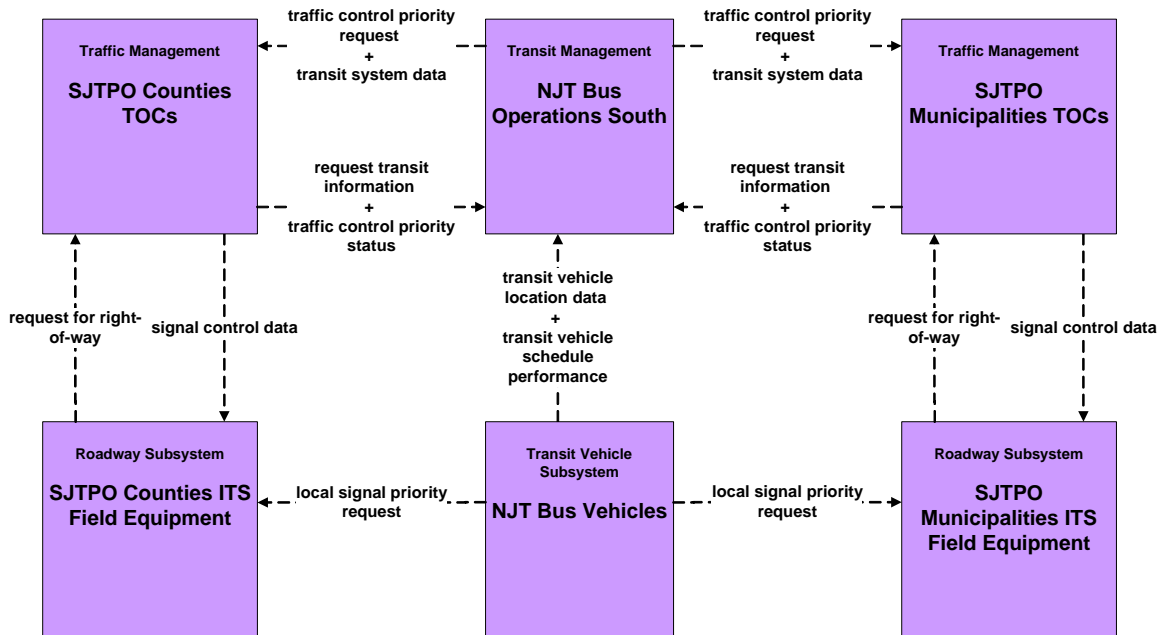 traffic control priority
request
+
transit system data
traffic control priority
request
+
transit system data
Traffic Management
SJTPO Counties
TOCs
Transit Management
NJT Bus
Operations South
Traffic Management
SJTPO
Municipalities TOCs
request transit
information
+
traffic control priority
status
request transit
information
+
traffic control priority
status
request for right-
of-way
signal control data
transit vehicle
location data
+
transit vehicle
schedule
performance
request for right-
of-way
signal control data
Roadway Subsystem
SJTPO Counties ITS
Field Equipment
local signal priority
request
Transit Vehicle
Subsystem
NJT Bus Vehicles
local signal priority
request
Roadway Subsystem
SJTPO
Municipalities ITS
Field Equipment